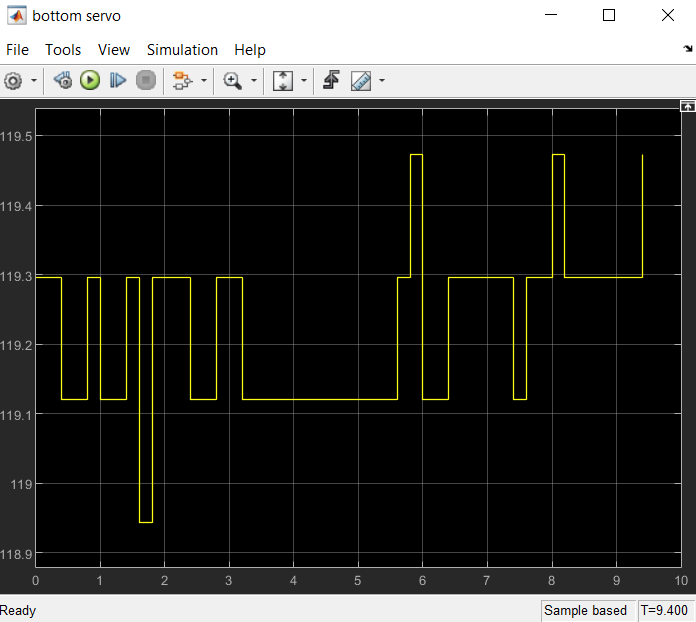 bottom servo
File Tools View Simulation Help
119.5
119.4
119.3
119.2
119.1
119
118.9
0 1 2 3 4 5 6 7 8 9 10
Ready Sample based T=9.400